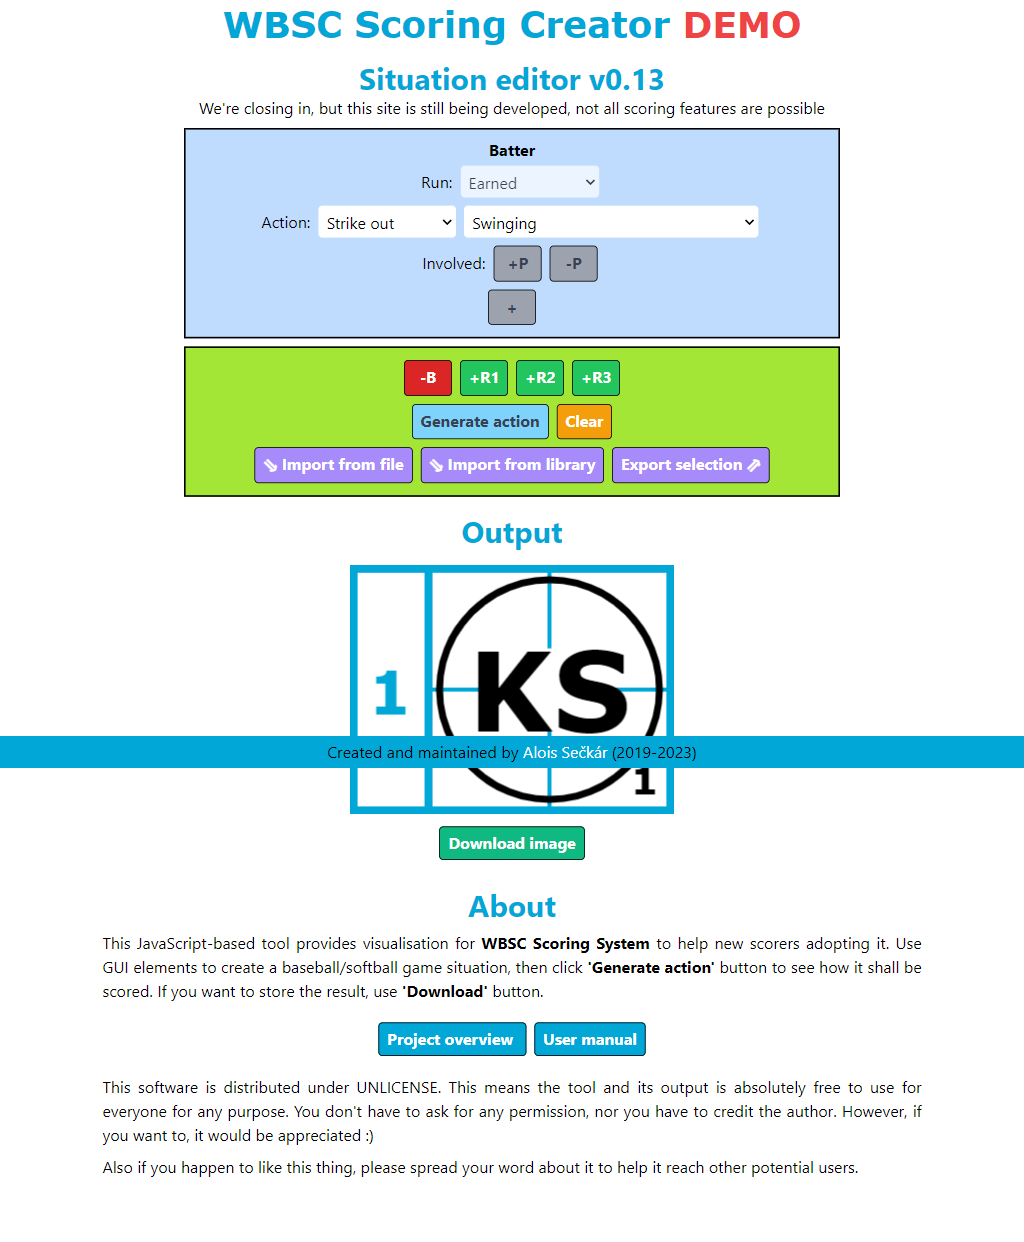 WBSC Scoring Creator DEMO
Situation editor v0.13
We're closing in, but this site is still being developed, not all scoring features are possible
Batter
Run: Earned
Action: Strike out Swinging
Involved: +P -P
+
-B +R1 +R2 +R3
Generate action Clear
⇘ Import from file ⇘ Import from library Export selection ⇗
Output
1 KS
Created and maintained by Alois Sečkár (2019-2023)
1
Download image
About
This JavaScript-based tool provides visualisation for WBSC Scoring System to help new scorers adopting it. Use
GUI elements to create a baseball/softball game situation, then click 'Generate action' button to see how it shall be
scored. If you want to store the result, use 'Download' button.
Project overview User manual
This software is distributed under UNLICENSE. This means the tool and its output is absolutely free to use for
everyone for any purpose. You don't have to ask for any permission, nor you have to credit the author. However, if
you want to, it would be appreciated :)
Also if you happen to like this thing, please spread your word about it to help it reach other potential users.